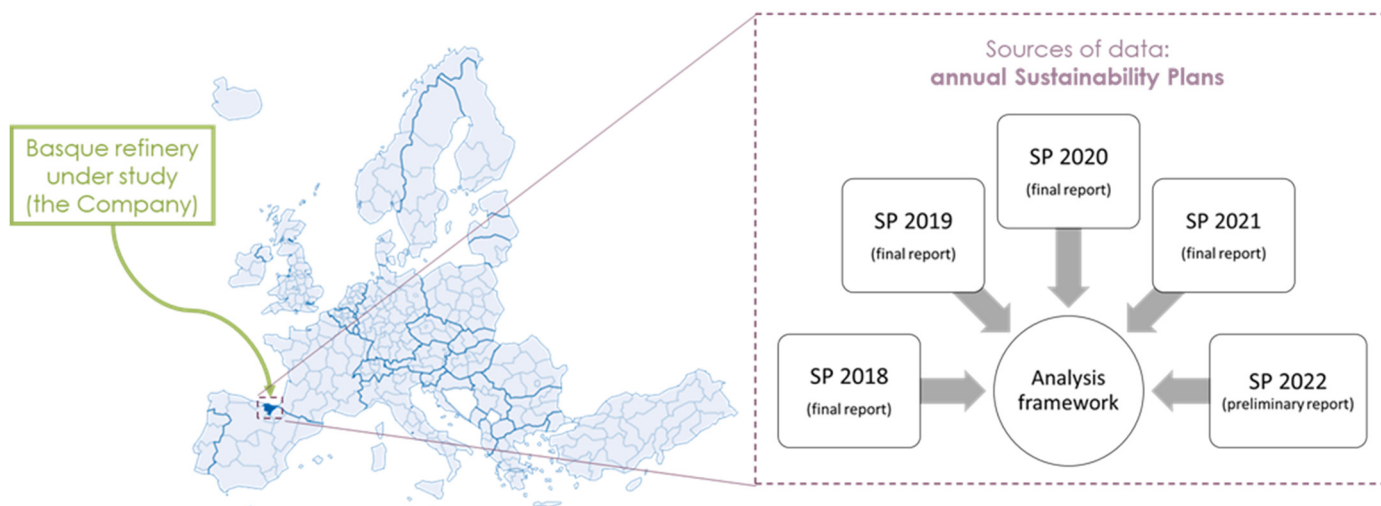 Basque refinery
under study
(the Company)
Sources of data:
annual Sustainability Plans
SP 2020
(final report)
SP 2019
(final report)
SP 2021
(final report)
SP 2018
(final report)
Analysis
framework
SP 2022
(preliminary report)